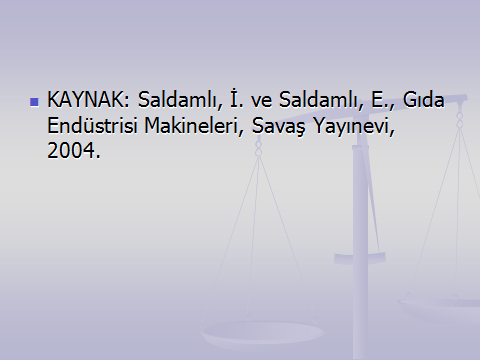 KAYNAK: Saldamlı, İ. ve Saldamlı, E., Gıda
Endüstrisi Makineleri, Savaş Yayınevi,
2004.